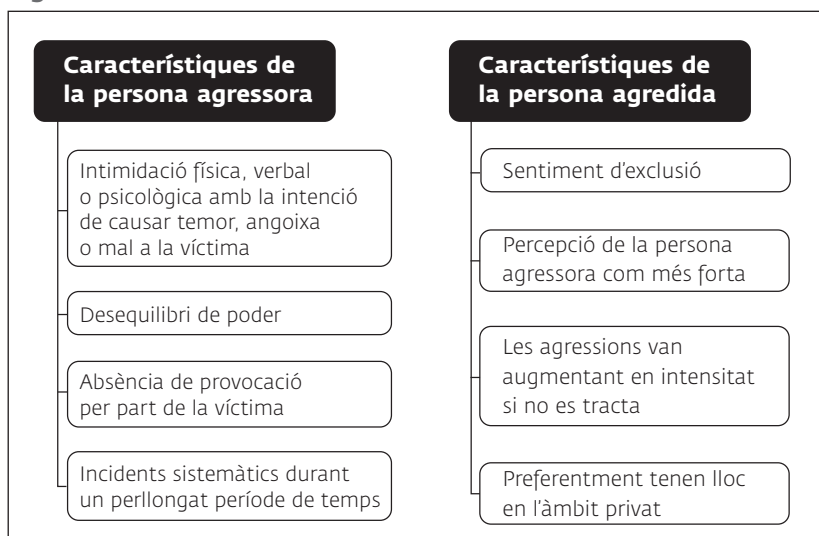 Característiques de
la persona agressora
Intimidació física, verbal
o psicològica amb la intenció
de causar temor, angoixa
o mal a la víctima
Desequilibri de poder
Absència de provocació
per part de la víctima
Incidents sistemàtics durant
un perllongat període de temps
Característiques de
la persona agredida
Sentiment d'exclusió
Percepció de la persona
agressora com més forta
Les agressions van
augmentant en intensitat
si no es tracta
Preferentment tenen lloc
en l'àmbit privat